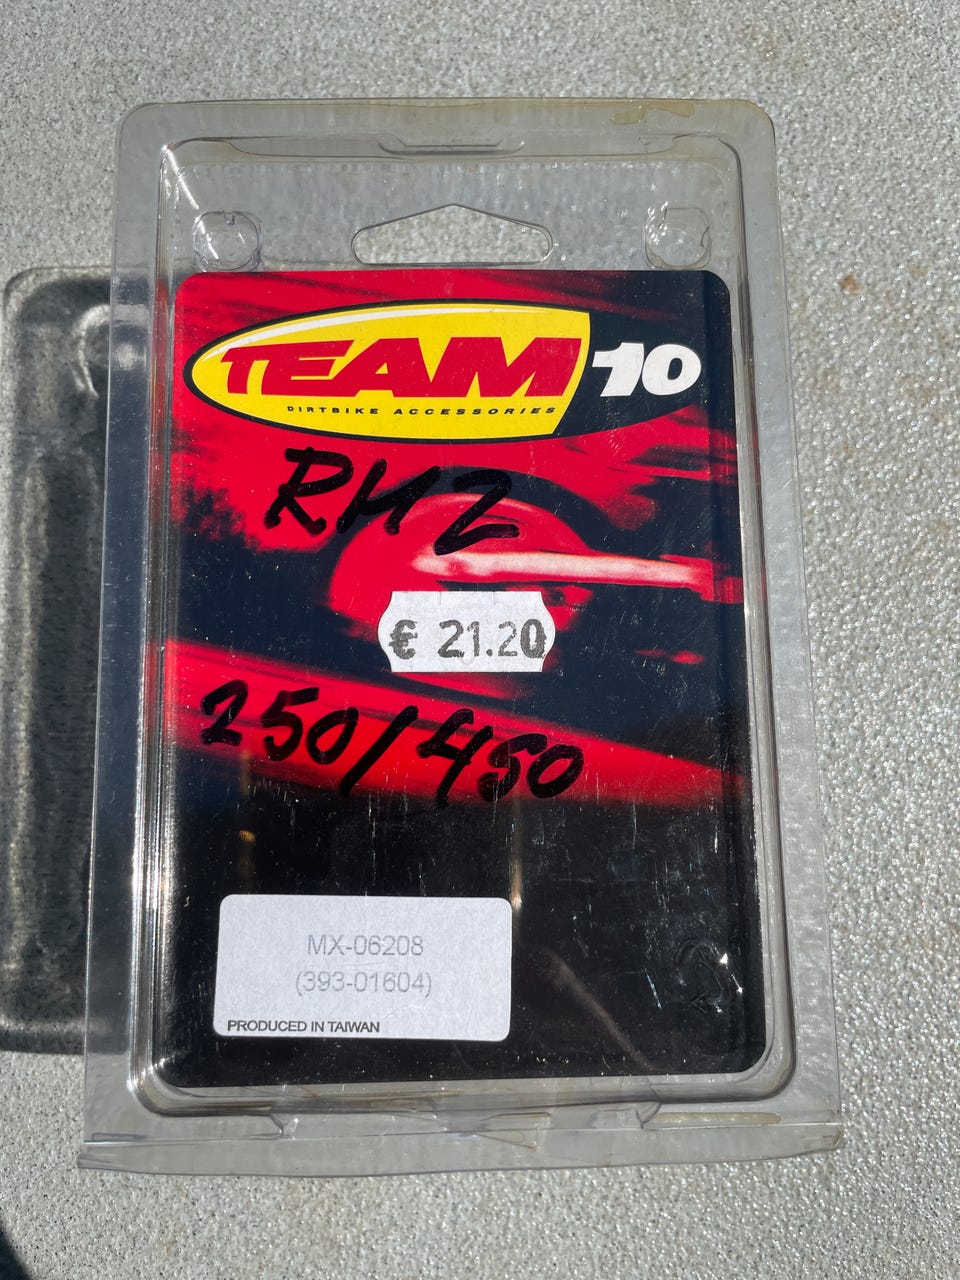 TEAM 10
DIRTBIKE ACCESSORIES
RMZ
€ 21.20
250/450
MX-06208
(393-01604)
PRODUCED IN TAIWAN